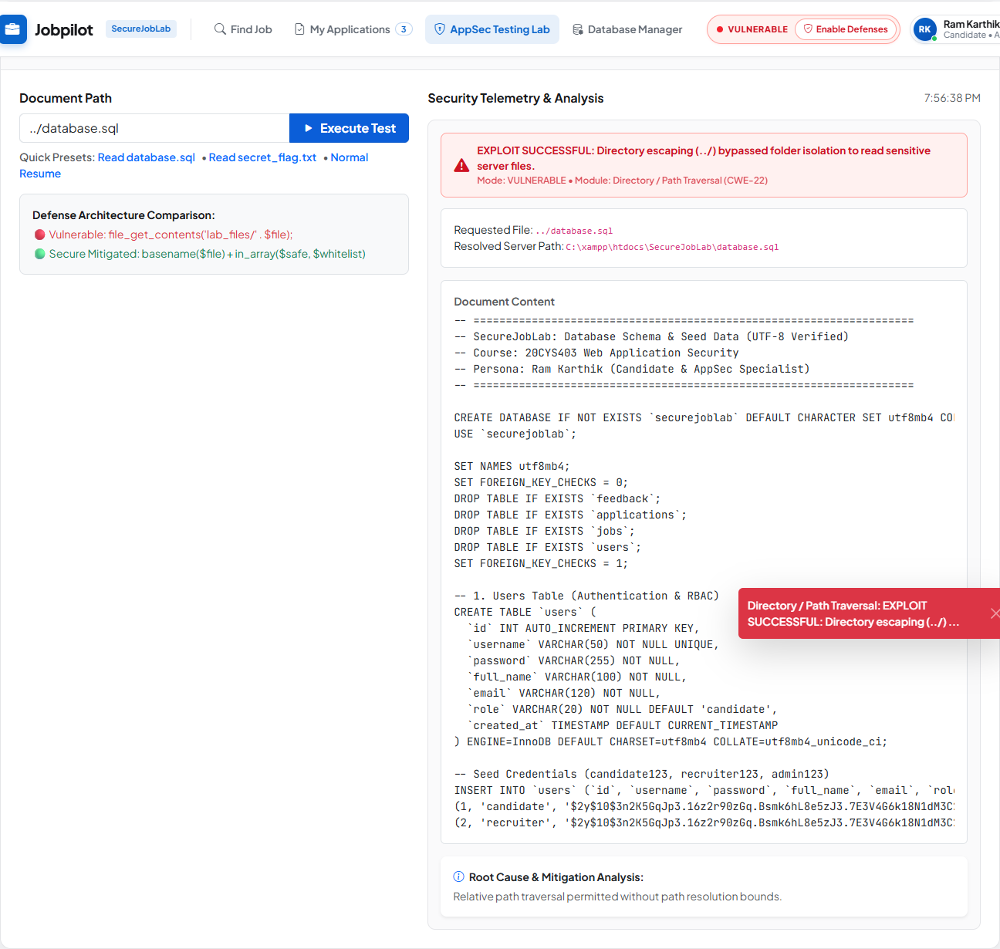 Jobpilot
SecureJobLab
Find Job
My Applications 3
AppSec Testing Lab
Database Manager
VULNERABLE
Enable Defenses
RK
Ram Karthik
Candidate • A
Document Path
../database.sql
Execute Test
Quick Presets: Read database.sql • Read secret_flag.txt • Normal
Resume
Defense Architecture Comparison:
Vulnerable: file_get_contents('lab_files/' . $file);
Secure Mitigated: basename($file) + in_array($safe, $whitelist)
Security Telemetry & Analysis
7:56:38 PM
EXPLOIT SUCCESSFUL: Directory escaping (../) bypassed folder isolation to read sensitive
server files.
Mode: VULNERABLE • Module: Directory / Path Traversal (CWE-22)
Requested File: ../database.sql
Resolved Server Path: C:\xampp\htdocs\SecureJobLab\database.sql
Document Content
-- ====================================================================
-- SecureJobLab: Database Schema & Seed Data (UTF-8 Verified)
-- Course: 20CYS403 Web Application Security
-- Persona: Ram Karthik (Candidate & AppSec Specialist)
-- ====================================================================
CREATE DATABASE IF NOT EXISTS `securejoblab` DEFAULT CHARACTER SET utf8mb4 COL
USE `securejoblab`;
SET NAMES utf8mb4;
SET FOREIGN_KEY_CHECKS = 0;
DROP TABLE IF EXISTS `feedback`;
DROP TABLE IF EXISTS `applications`;
DROP TABLE IF EXISTS `jobs`;
DROP TABLE IF EXISTS `users`;
SET FOREIGN_KEY_CHECKS = 1;
-- 1. Users Table (Authentication & RBAC)
CREATE TABLE `users` (
  `id` INT AUTO_INCREMENT PRIMARY KEY,
  `username` VARCHAR(50) NOT NULL UNIQUE,
  `password` VARCHAR(255) NOT NULL,
  `full_name` VARCHAR(100) NOT NULL,
  `email` VARCHAR(120) NOT NULL,
  `role` VARCHAR(20) NOT NULL DEFAULT 'candidate',
  `created_at` TIMESTAMP DEFAULT CURRENT_TIMESTAMP
) ENGINE=InnoDB DEFAULT CHARSET=utf8mb4 COLLATE=utf8mb4_unicode_ci;
-- Seed Credentials (candidate123, recruiter123, admin123)
INSERT INTO `users` (`id`, `username`, `password`, `full_name`, `email`, `role
(1, 'candidate', '$2y$10$3n2K5GqJp3.16z2r90zGq.Bsmk6hL8e5zJ3.7E3V4G6k18N1dM3C
(2, 'recruiter', '$2y$10$3n2K5GqJp3.16z2r90zGq.Bsmk6hL8e5zJ3.7E3V4G6k18N1dM3C
Directory / Path Traversal: EXPLOIT
SUCCESSFUL: Directory escaping (../) ...
Root Cause & Mitigation Analysis:
Relative path traversal permitted without path resolution bounds.